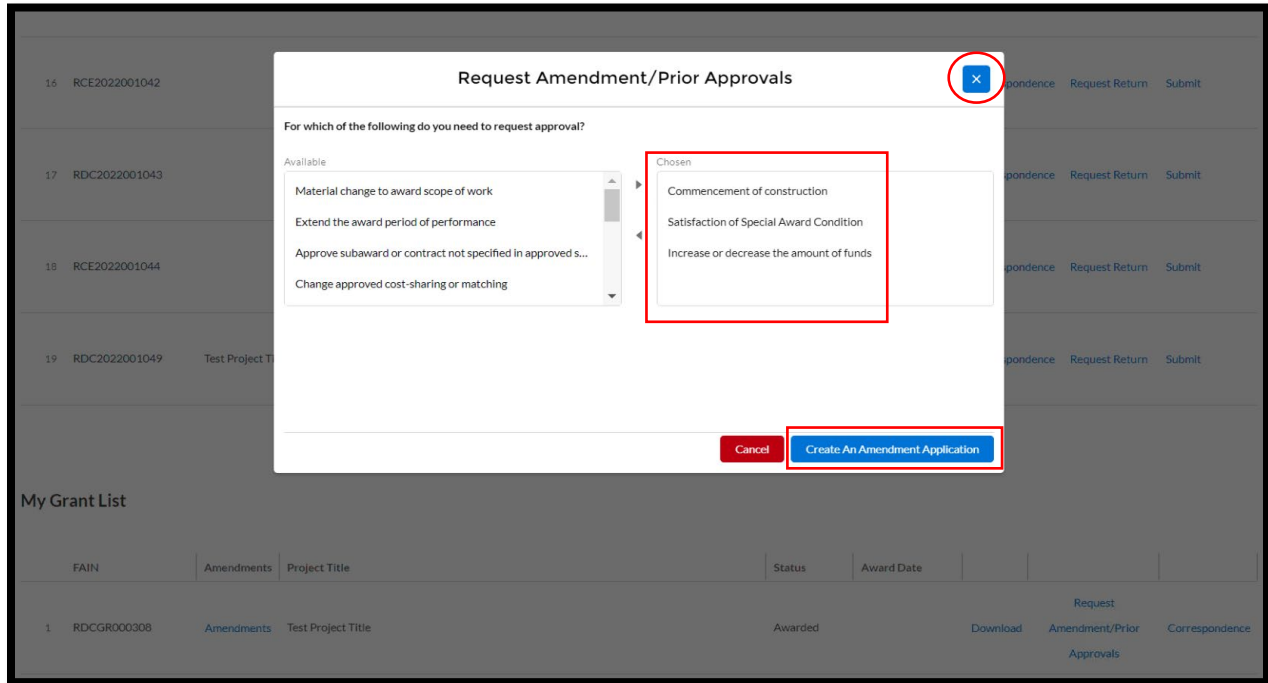 Request Amendment/Prior Approvals
×
16 RCE2022001042 pondence Request Return Submit
For which of the following do you need to request approval?
Available Chosen
17 RDC2022001043 pondence Request Return Submit
Material change to award scope of work Commencement of construction
Extend the award period of performance Satisfaction of Special Award Condition
Approve subaward or contract not specified in approved s... Increase or decrease the amount of funds
18 RCE2022001044 pondence Request Return Submit
Change approved cost-sharing or matching
19 RDC2022001049 Test Project Ti pondence Request Return Submit
Cancel Create An Amendment Application
My Grant List
FAIN Amendments Project Title Status Award Date
1 RDCGR000308 Amendments Test Project Title Awarded Download Request Amendment/Prior Approvals Correspondence